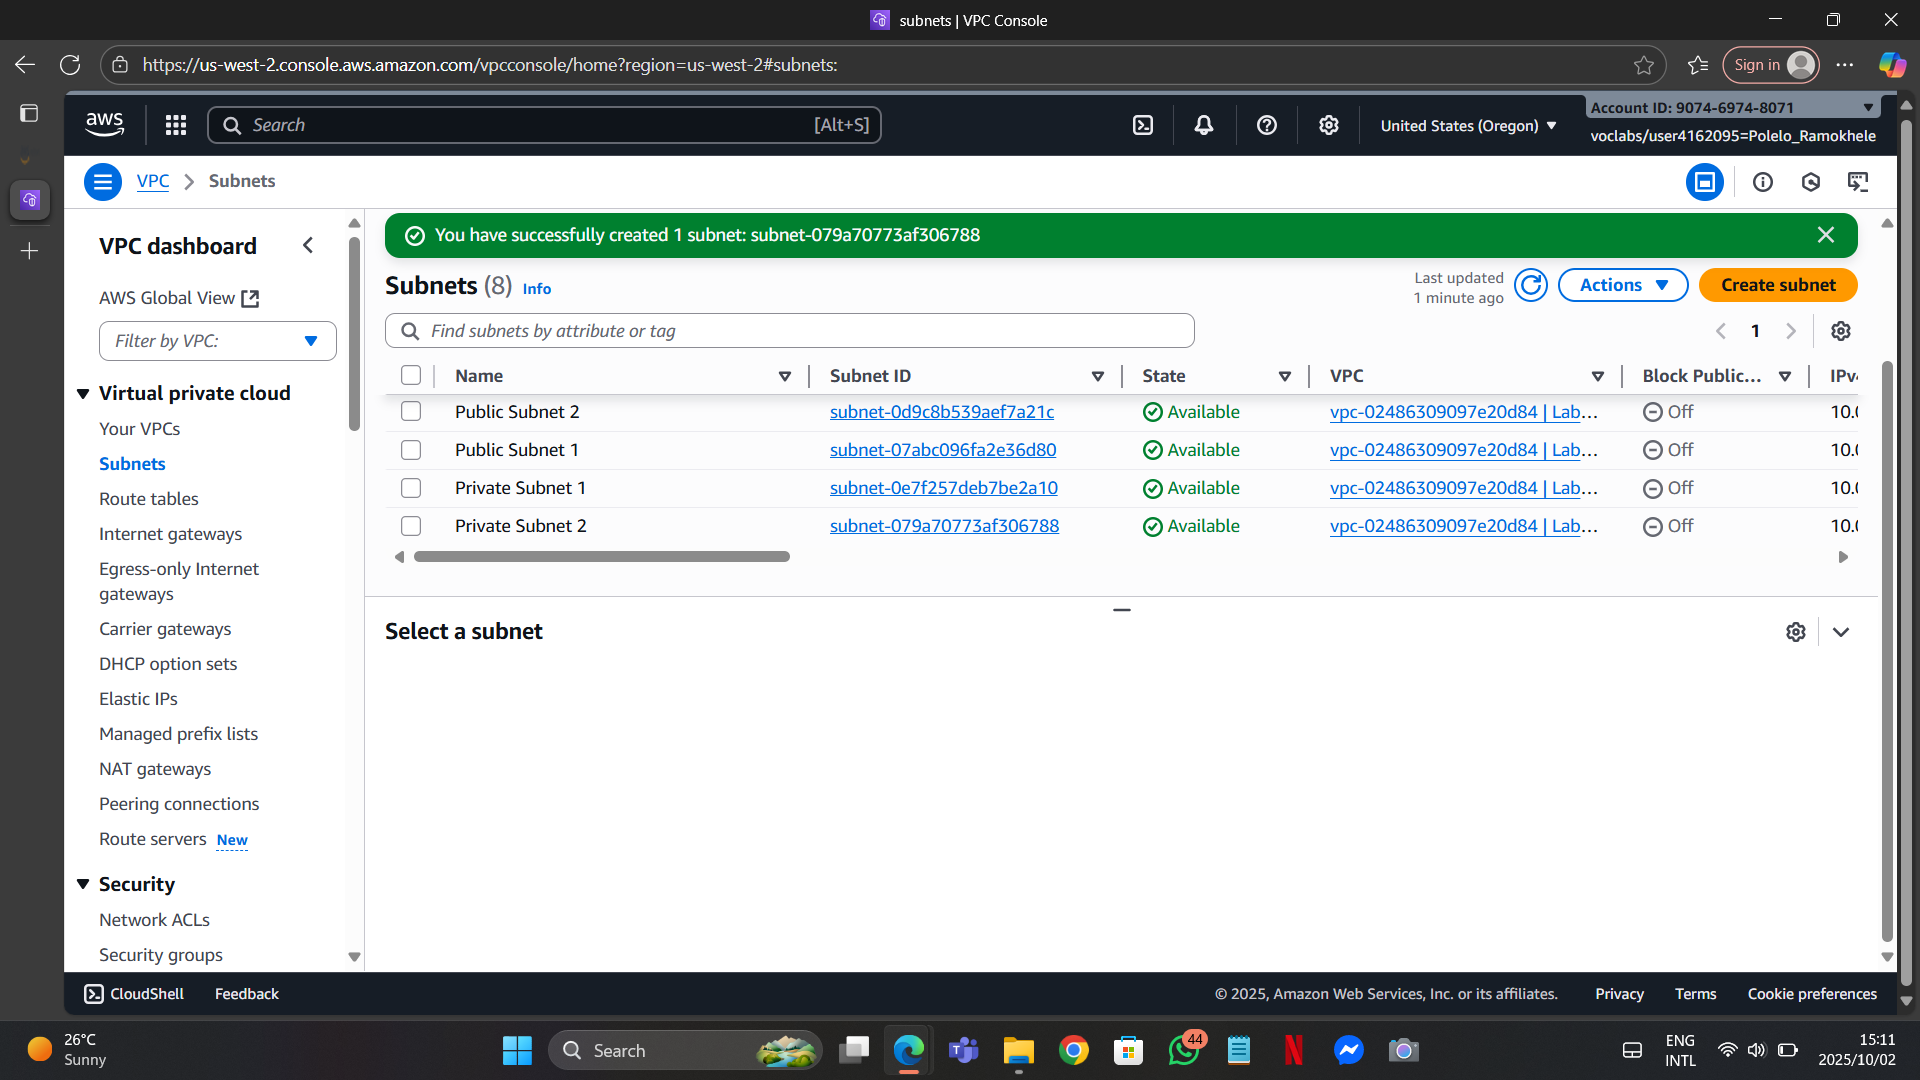 subnets | VPC Console
https://us-west-2.console.aws.amazon.com/vpcconsole/home?region=us-west-2#subnets:
Sign in
aws
Search
[Alt+S]
United States (Oregon)
Account ID: 9074-6974-8071
voclabs/user4162095=Polelo_Ramokhele
VPC > Subnets
VPC dashboard
AWS Global View
Filter by VPC:
Virtual private cloud
Your VPCs
Subnets
Route tables
Internet gateways
Egress-only Internet
gateways
Carrier gateways
DHCP option sets
Elastic IPs
Managed prefix lists
NAT gateways
Peering connections
Route servers New
Security
Network ACLs
Security groups
You have successfully created 1 subnet: subnet-079a70773af306788
Subnets (8) Info
Last updated
1 minute ago
Actions
Create subnet
Find subnets by attribute or tag
1
Name Subnet ID State VPC Block Public... IPv4
Public Subnet 2 subnet-0d9c8b539aef7a21c Available vpc-02486309097e20d84 | Lab... Off 10.0
Public Subnet 1 subnet-07abc096fa2e36d80 Available vpc-02486309097e20d84 | Lab... Off 10.0
Private Subnet 1 subnet-0e7f257deb7be2a10 Available vpc-02486309097e20d84 | Lab... Off 10.0
Private Subnet 2 subnet-079a70773af306788 Available vpc-02486309097e20d84 | Lab... Off 10.0
Select a subnet
CloudShell Feedback
© 2025, Amazon Web Services, Inc. or its affiliates. Privacy Terms Cookie preferences
26°C
Sunny
Search
44
ENG
INTL
15:11
2025/10/02